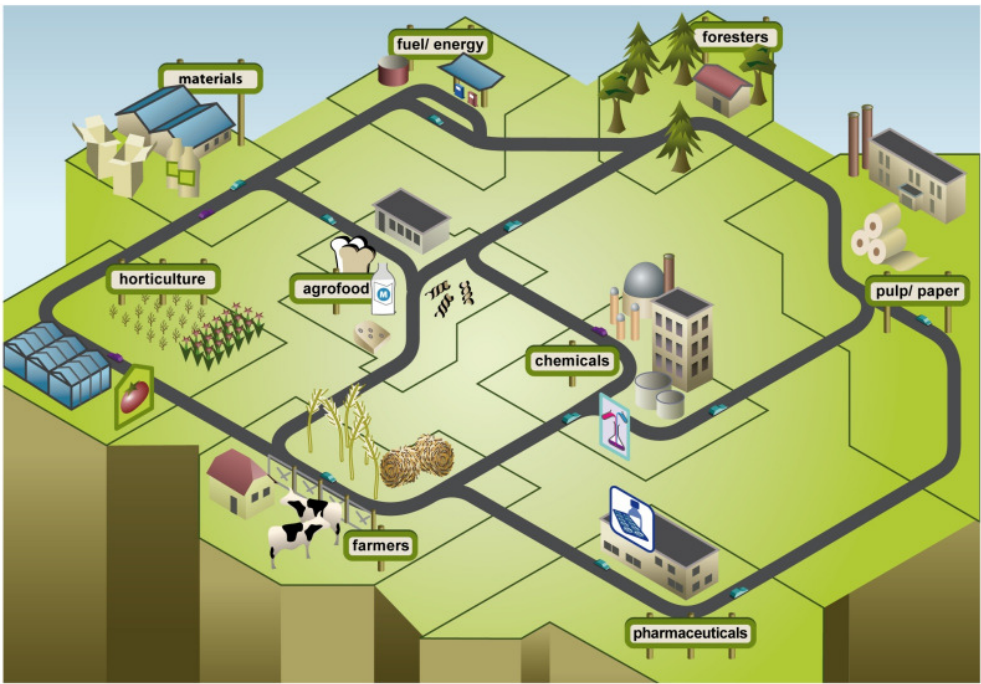 fuel/ energy
foresters
materials
horticulture
agrofood
M
pulp/ paper
chemicals
farmers
pharmaceuticals